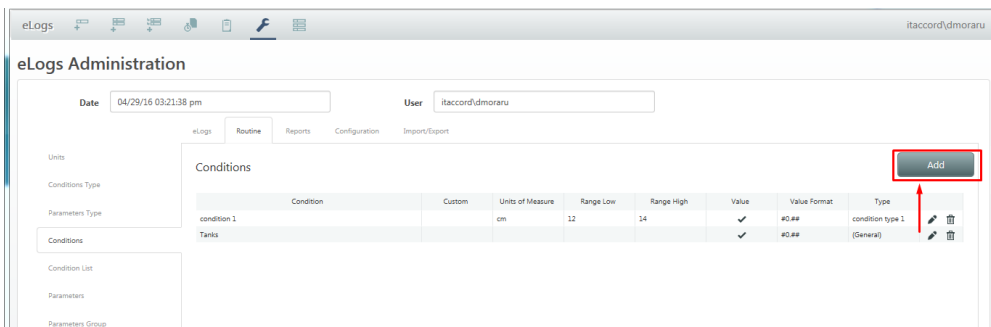 eLogs
itaccord\dmoraru
eLogs Administration
Date 04/29/16 03:21:38 pm User itaccord\dmoraru
eLogs Routine Reports Configuration Import/Export
Units
Conditions Type
Parameters Type
Conditions
Condition List
Parameters
Parameters Group
Conditions
Add
Condition Custom Units of Measure Range Low Range High Value Value Format Type
condition 1 cm 12 14 #0.## condition type 1
Tanks #0.## (General)